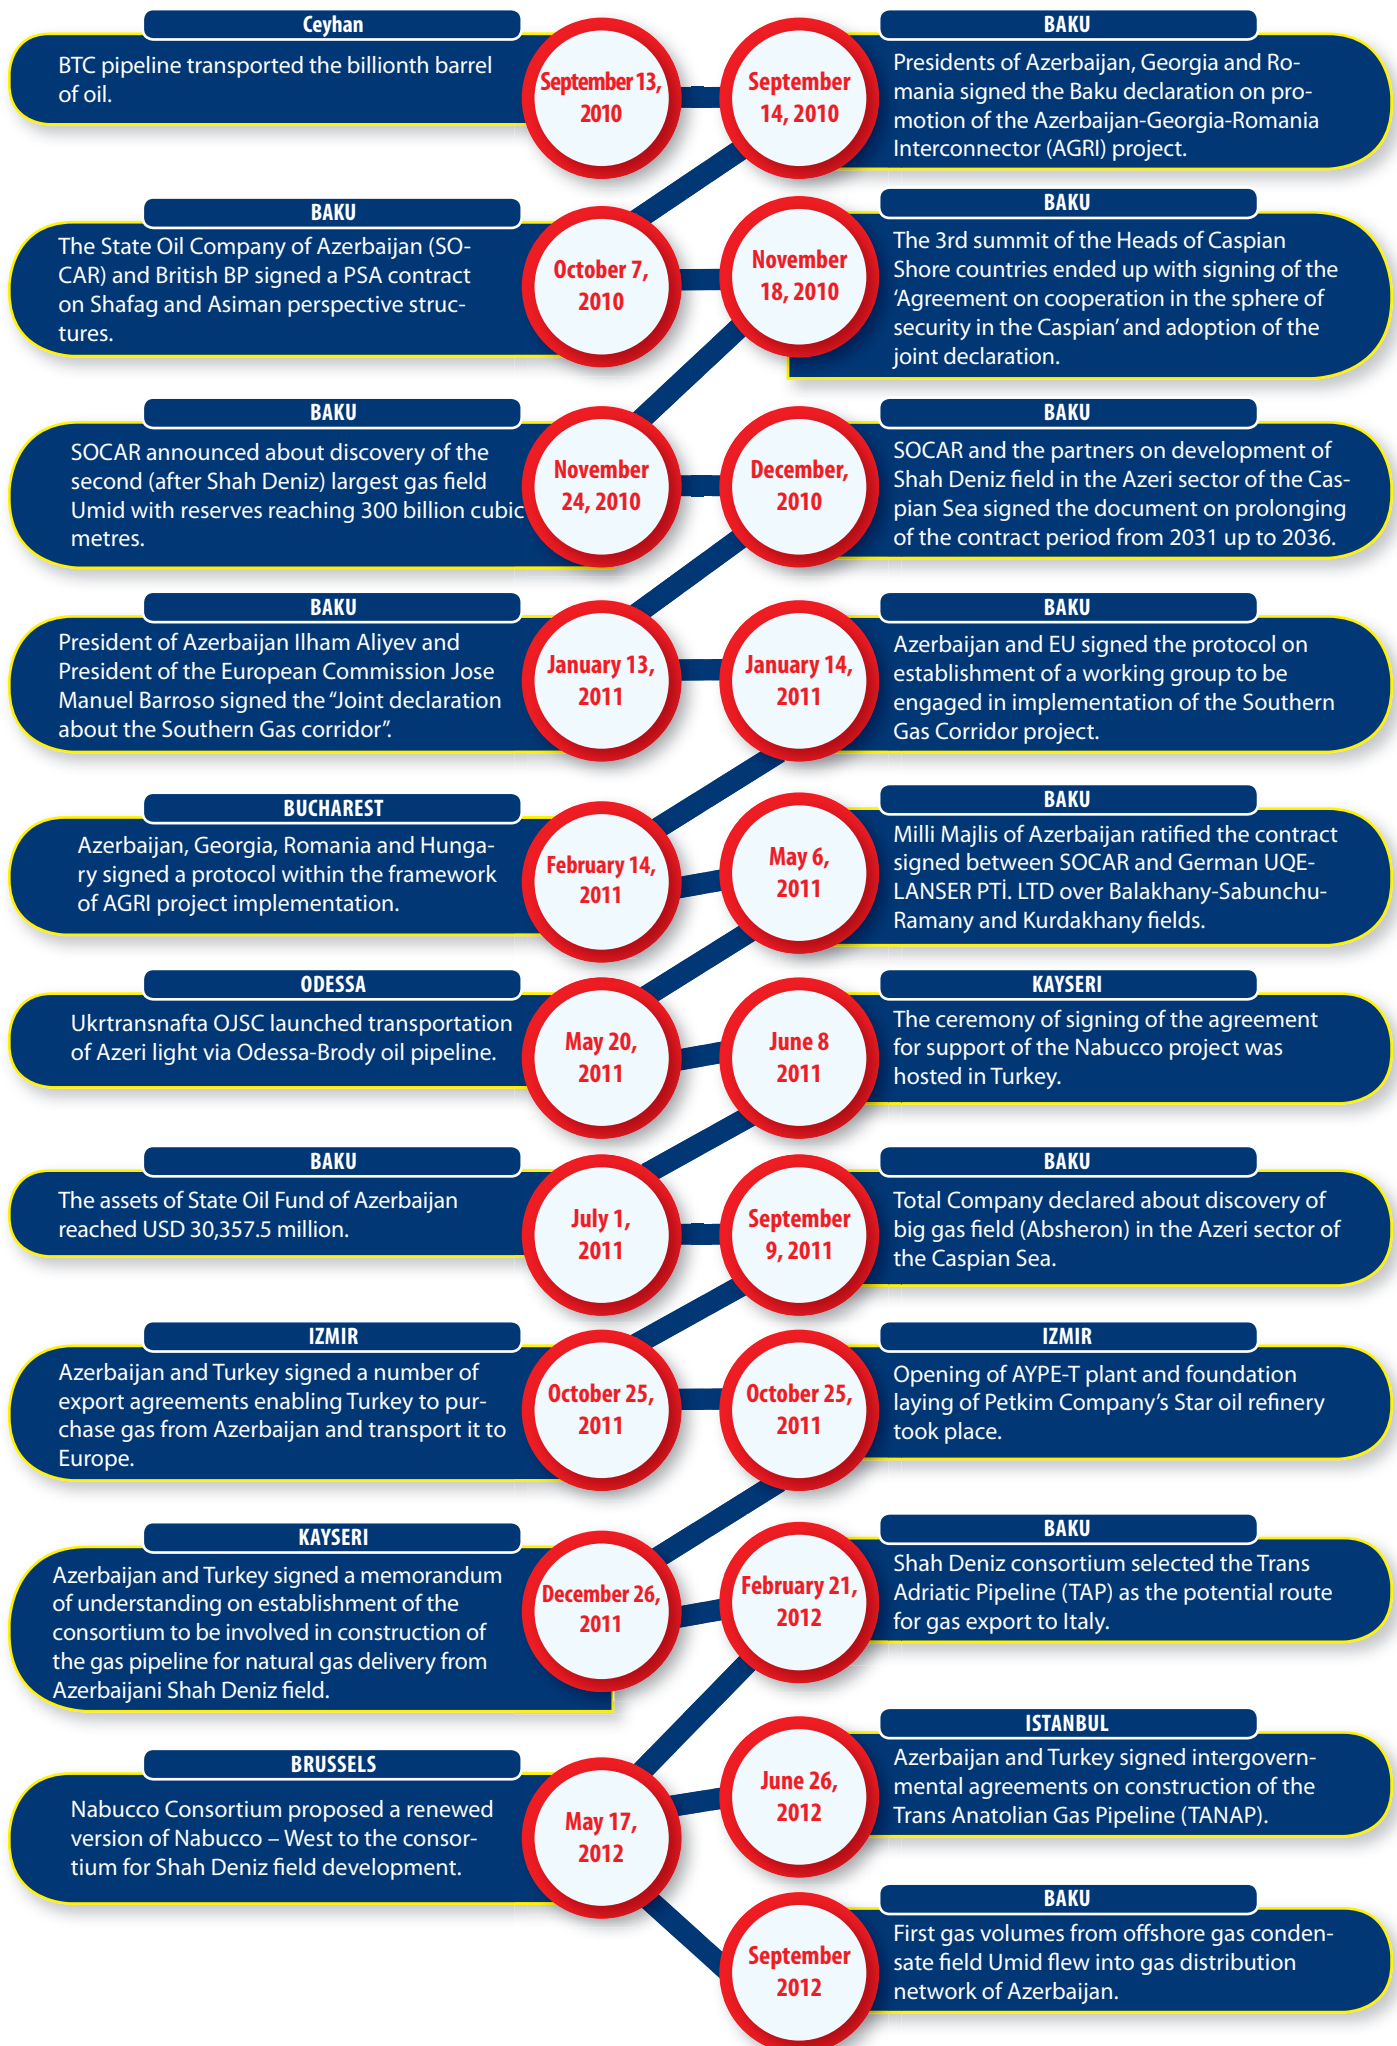 Ceyhan
BTC pipeline transported the billionth barrel
of oil.
September 13,
2010
BAKU
September
14, 2010
Presidents of Azerbaijan, Georgia and Ro-
mania signed the Baku declaration on pro-
motion of the Azerbaijan-Georgia-Romania
Interconnector (AGRI) project.
BAKU
The State Oil Company of Azerbaijan (SO-
CAR) and British BP signed a PSA contract
on Shafag and Asiman perspective struc-
tures.
October 7,
2010
BAKU
November
18, 2010
The 3rd summit of the Heads of Caspian
Shore countries ended up with signing of the
‘Agreement on cooperation in the sphere of
security in the Caspian’ and adoption of the
joint declaration.
BAKU
SOCAR announced about discovery of the
second (after Shah Deniz) largest gas field
Umid with reserves reaching 300 billion cubic
metres.
November
24, 2010
BAKU
December,
2010
SOCAR and the partners on development of
Shah Deniz field in the Azeri sector of the Cas-
pian Sea signed the document on prolonging
of the contract period from 2031 up to 2036.
BAKU
President of Azerbaijan Ilham Aliyev and
President of the European Commission Jose
Manuel Barroso signed the “Joint declaration
about the Southern Gas corridor”.
January 13,
2011
BAKU
January 14,
2011
Azerbaijan and EU signed the protocol on
establishment of a working group to be
engaged in implementation of the Southern
Gas Corridor project.
BUCHAREST
Azerbaijan, Georgia, Romania and Hunga-
ry signed a protocol within the framework
of AGRI project implementation.
February 14,
2011
BAKU
May 6,
2011
Milli Majlis of Azerbaijan ratified the contract
signed between SOCAR and German UQE-
LANSER PTİ. LTD over Balakhany-Sabunchu-
Ramany and Kurdakhany fields.
ODESSA
Ukrtransnafta OJSC launched transportation
of Azeri light via Odessa-Brody oil pipeline.
May 20,
2011
KAYSERI
June 8
2011
The ceremony of signing of the agreement
for support of the Nabucco project was
hosted in Turkey.
BAKU
The assets of State Oil Fund of Azerbaijan
reached USD 30,357.5 million.
July 1,
2011
BAKU
September
9, 2011
Total Company declared about discovery of
big gas field (Absheron) in the Azeri sector of
the Caspian Sea.
IZMIR
Azerbaijan and Turkey signed a number of
export agreements enabling Turkey to pur-
chase gas from Azerbaijan and transport it to
Europe.
October 25,
2011
IZMIR
October 25,
2011
Opening of AYPE-T plant and foundation
laying of Petkim Company’s Star oil refinery
took place.
KAYSERI
Azerbaijan and Turkey signed a memorandum
of understanding on establishment of the
consortium to be involved in construction of
the gas pipeline for natural gas delivery from
Azerbaijani Shah Deniz field.
December 26,
2011
BAKU
February 21,
2012
Shah Deniz consortium selected the Trans
Adriatic Pipeline (TAP) as the potential route
for gas export to Italy.
BRUSSELS
Nabucco Consortium proposed a renewed
version of Nabucco – West to the consor-
tium for Shah Deniz field development.
May 17,
2012
ISTANBUL
June 26,
2012
Azerbaijan and Turkey signed intergovern-
mental agreements on construction of the
Trans Anatolian Gas Pipeline (TANAP).
BAKU
September
2012
First gas volumes from offshore gas conden-
sate field Umid flew into gas distribution
network of Azerbaijan.